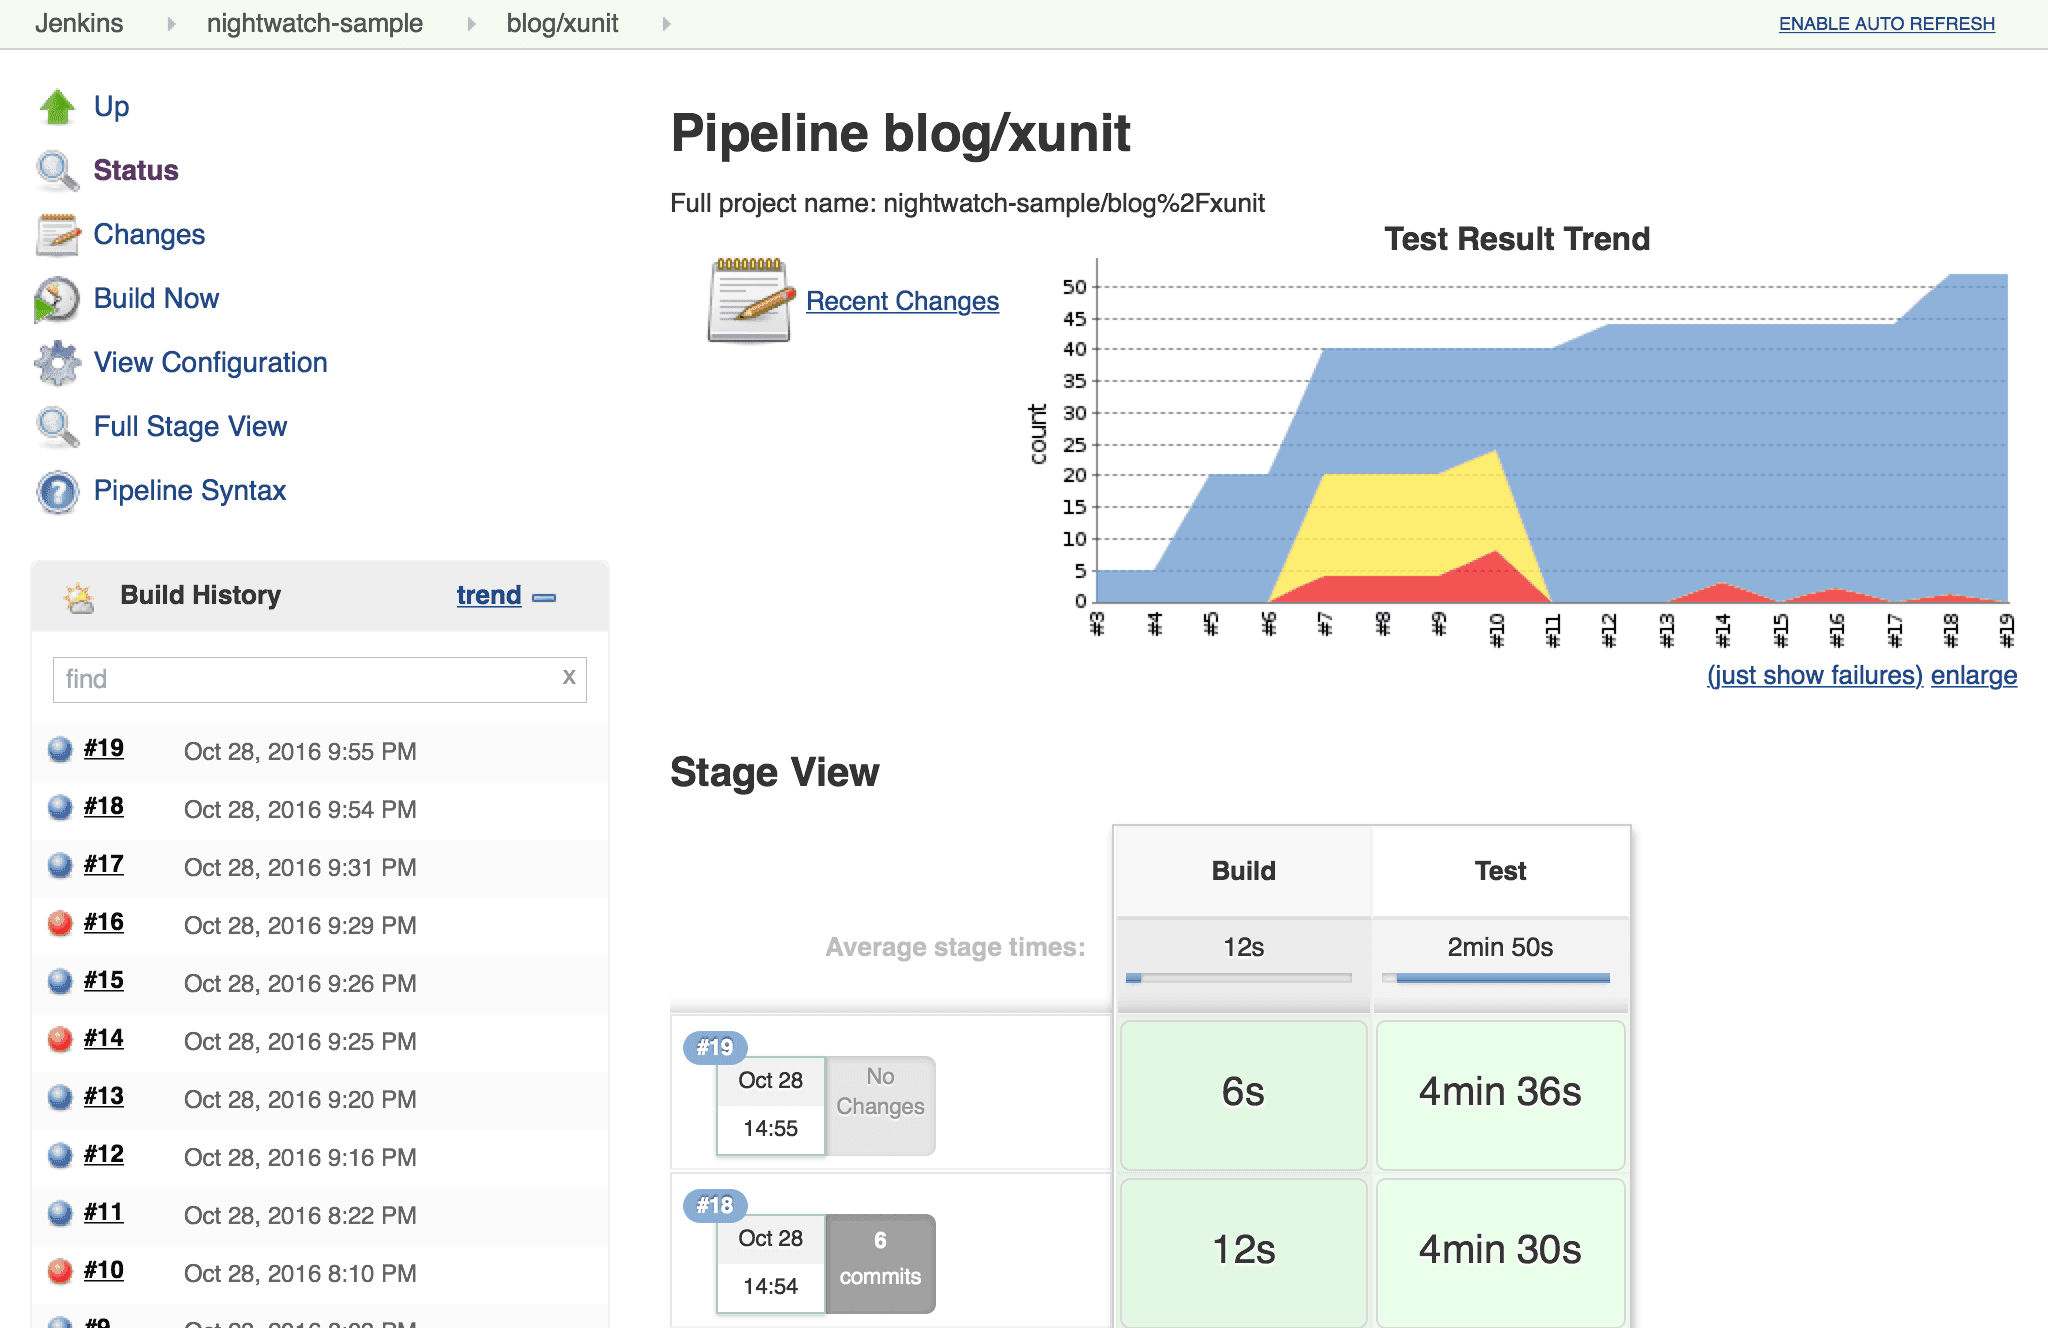 Jenkins nightwatch-sample blog/xunit ENABLE AUTO REFRESH
Up
Status
Changes
Build Now
View Configuration
Full Stage View
Pipeline Syntax
Build History trend
find x
#19 Oct 28, 2016 9:55 PM
#18 Oct 28, 2016 9:54 PM
#17 Oct 28, 2016 9:31 PM
#16 Oct 28, 2016 9:29 PM
#15 Oct 28, 2016 9:26 PM
#14 Oct 28, 2016 9:25 PM
#13 Oct 28, 2016 9:20 PM
#12 Oct 28, 2016 9:16 PM
#11 Oct 28, 2016 8:22 PM
#10 Oct 28, 2016 8:10 PM
#9
Pipeline blog/xunit
Full project name: nightwatch-sample/blog%2Fxunit
Recent Changes
Test Result Trend
count
50
45
40
35
30
25
20
15
10
5
0
#3 #4 #5 #6 #7 #8 #9 #10 #11 #12 #13 #14 #15 #16 #17 #18 #19
(just show failures) enlarge
Stage View
Build Test
Average stage times: 12s 2min 50s
#19
Oct 28
14:55
No
Changes
6s 4min 36s
#18
Oct 28
14:54
6
commits
12s 4min 30s